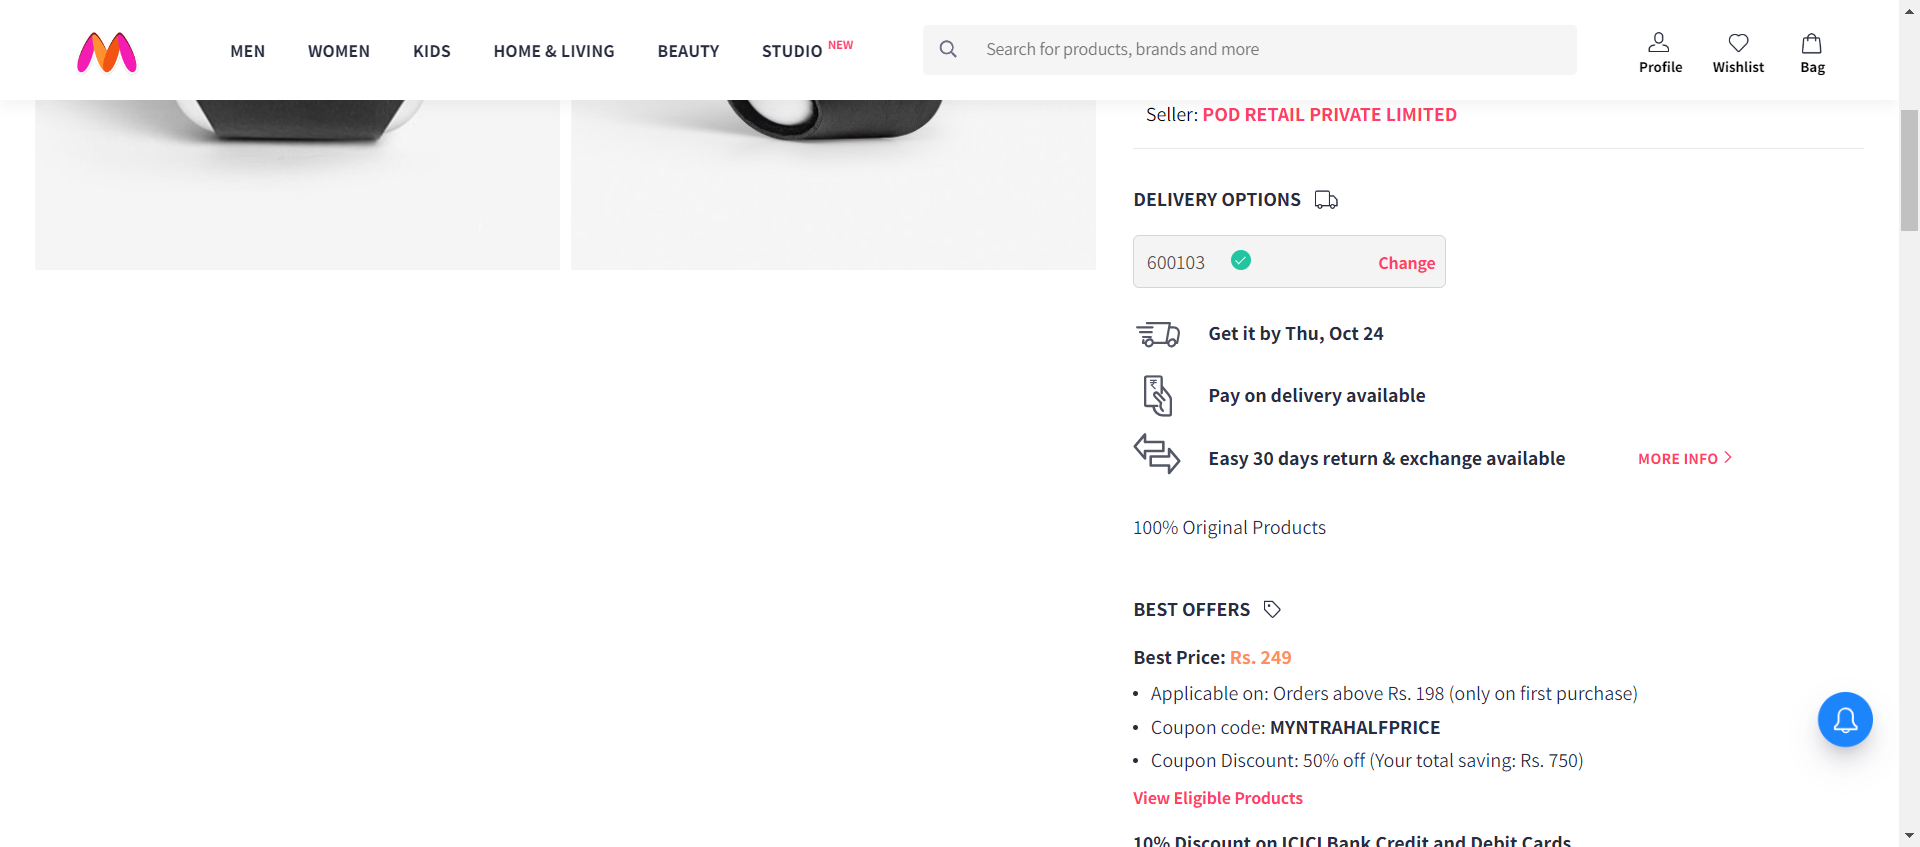 MEN WOMEN KIDS HOME & LIVING BEAUTY STUDIO NEW Search for products, brands and more Profile Wishlist Bag
Seller: POD RETAIL PRIVATE LIMITED
DELIVERY OPTIONS
600103 Change
Get it by Thu, Oct 24
₹
Pay on delivery available
Easy 30 days return & exchange available MORE INFO
100% Original Products
BEST OFFERS
Best Price: Rs. 249
• Applicable on: Orders above Rs. 198 (only on first purchase)
• Coupon code: MYNTRAHALFPRICE
• Coupon Discount: 50% off (Your total saving: Rs. 750)
View Eligible Products
10% Discount on ICICI Bank Credit and Debit Cards